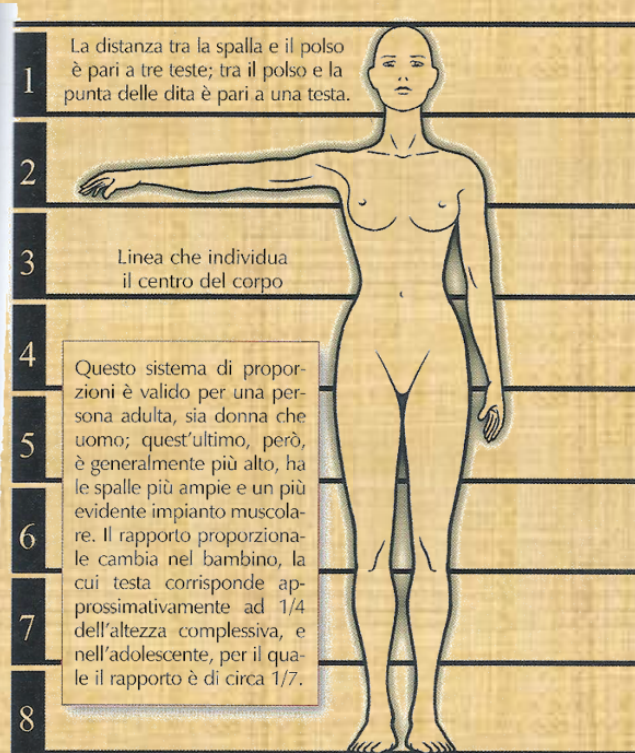 1
La distanza tra la spalla e il polso
è pari a tre teste; tra il polso e la
punta delle dita è pari a una testa.
2
3
Linea che individua
il centro del corpo
4
Questo sistema di propor-
zioni è valido per una per-
sona adulta, sia donna che
uomo; quest'ultimo, però,
è generalmente più alto, ha
le spalle più ampie e un più
evidente impianto muscola-
re. Il rapporto proporziona-
le cambia nel bambino, la
cui testa corrisponde ap-
prossimativamente ad 1/4
dell'altezza complessiva, e
nell'adolescente, per il qua-
le il rapporto è di circa 1/7.
5
6
7
8